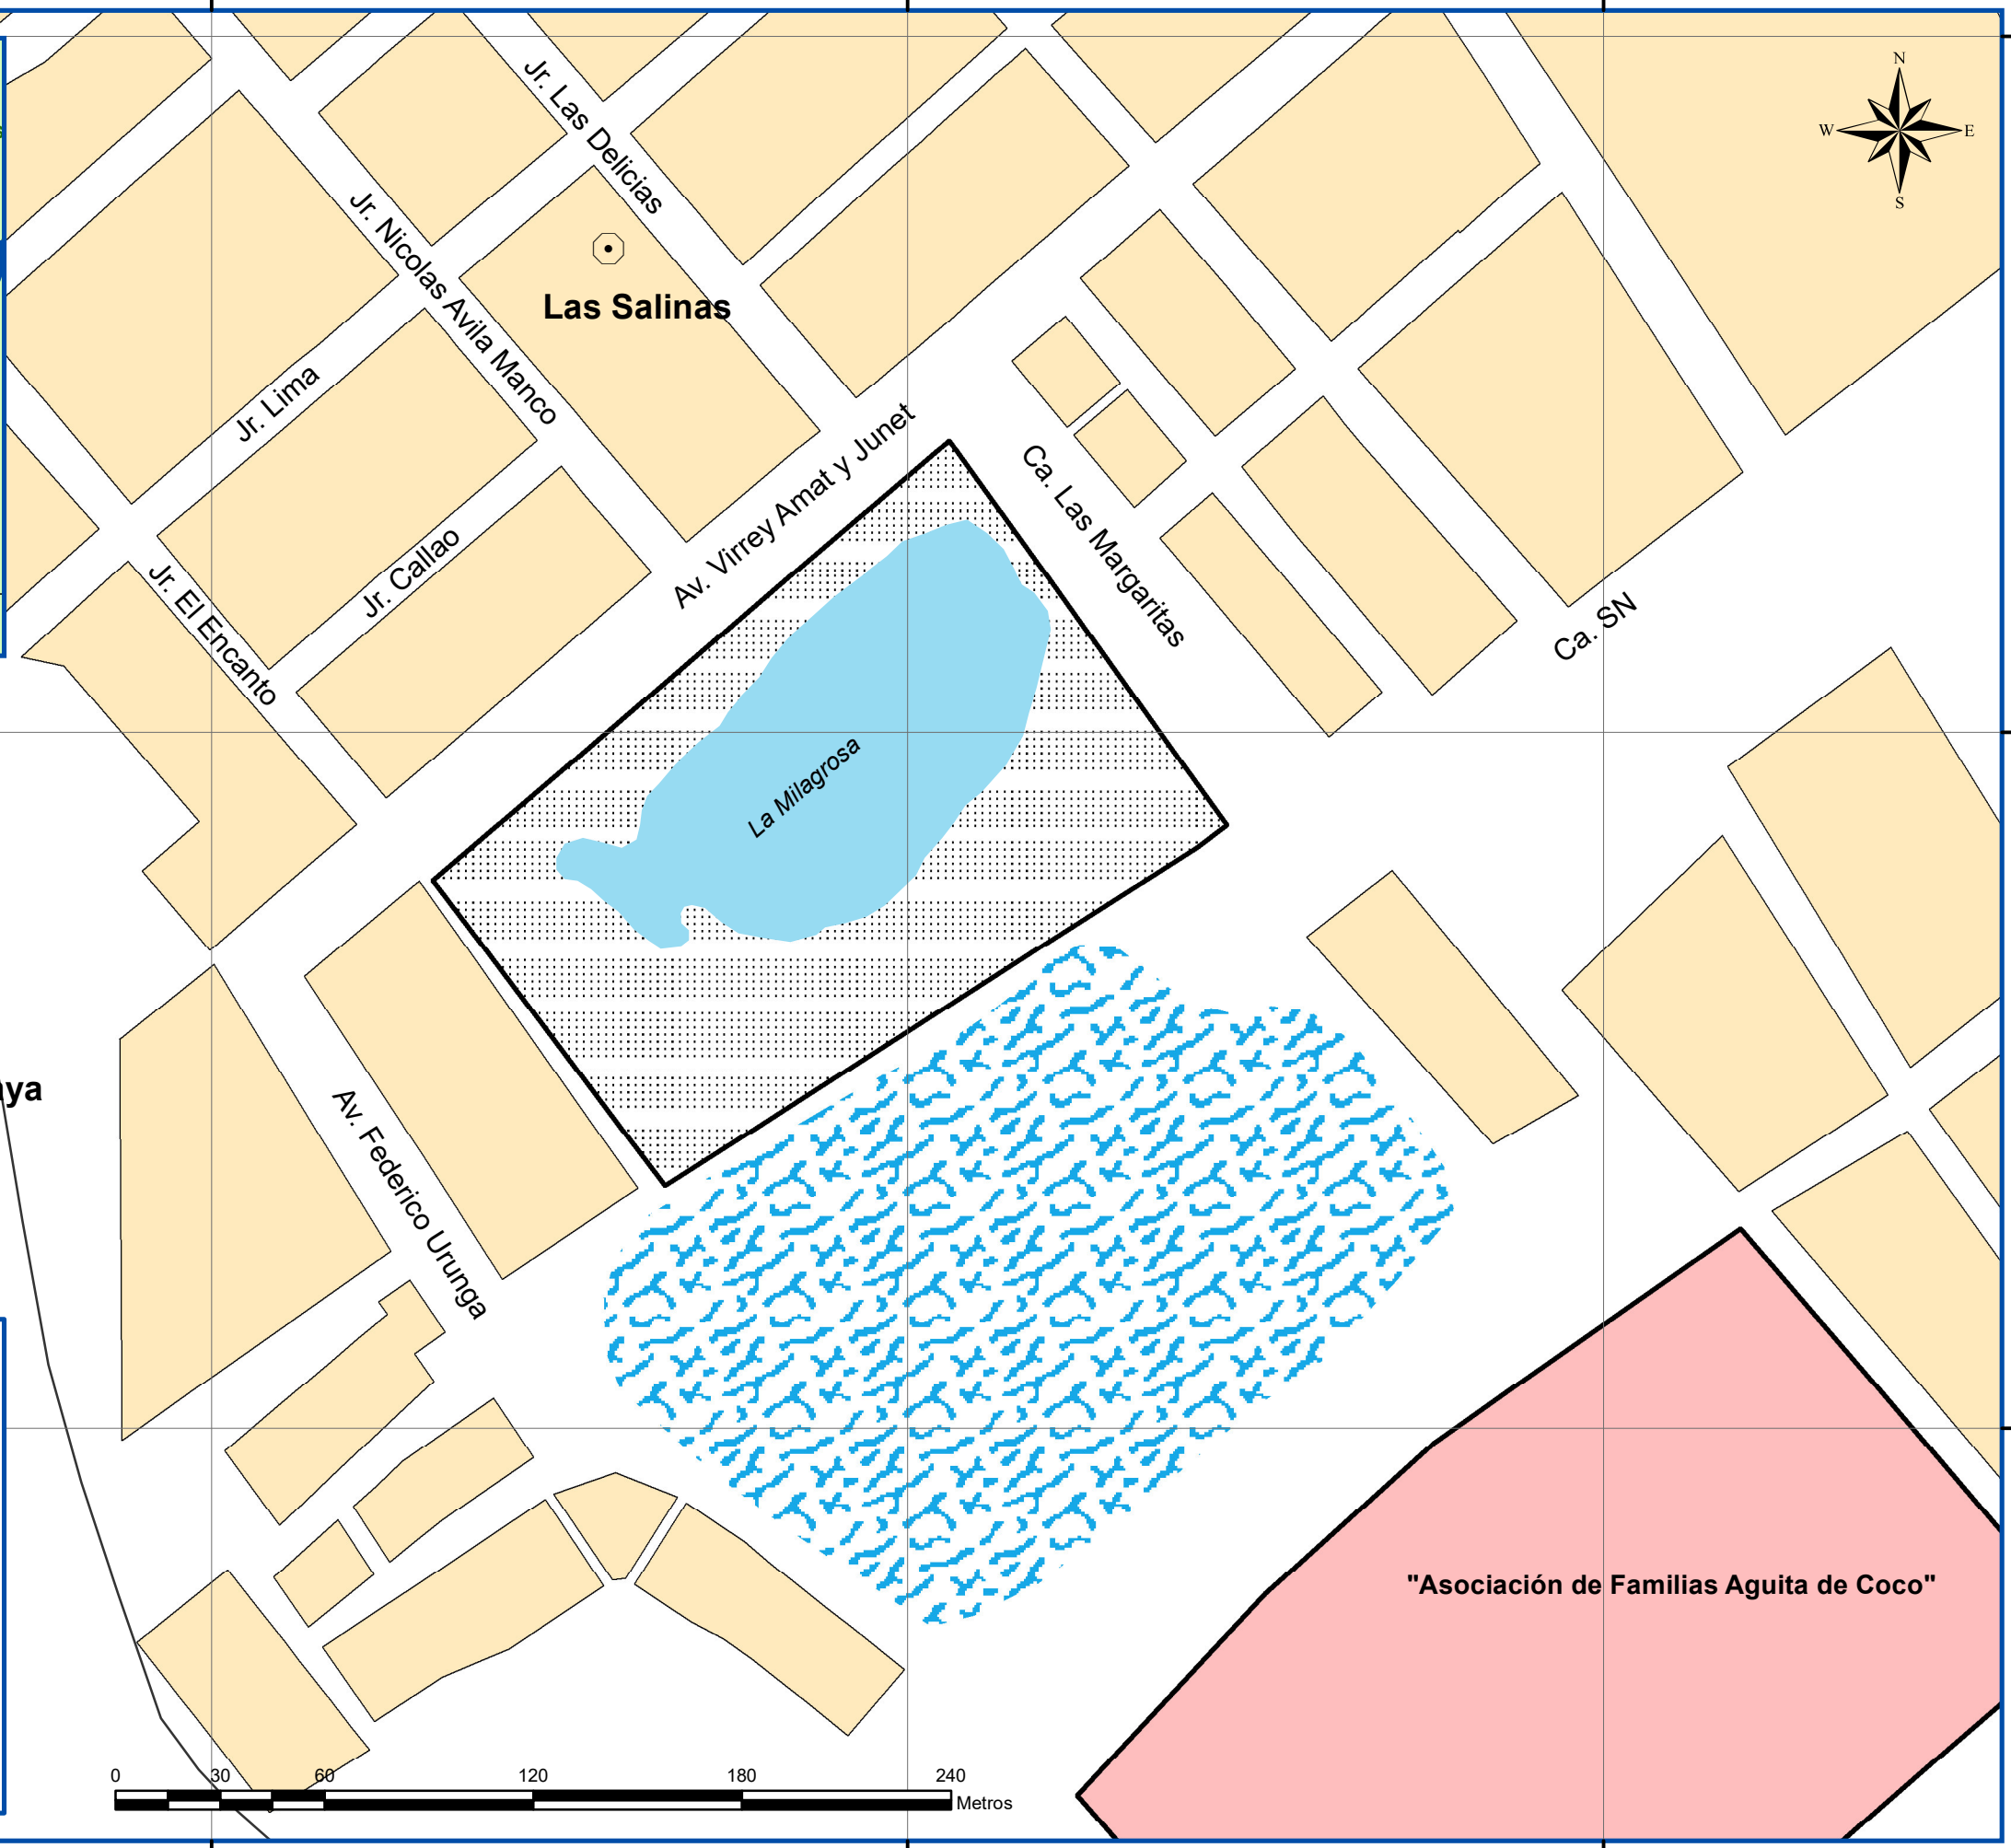 N
W
E
S
Jr. Las Delicias
Jr. Nicolas Avila Manco
Las Salinas
Jr. Lima
Av. Virrey Amat y Junet
Ca. Las Margaritas
Jr. Callao
Jr. El Encanto
Ca. SN
La Milagrosa
aya
Av. Federico Urunga
"Asociación de Familias Aguita de Coco"
0 30 60 120 180 240
Metros